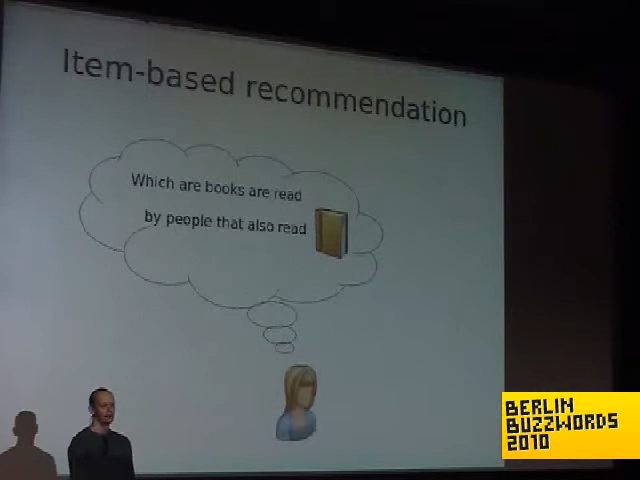 Item-based recommendation
Which are books are read
by people that also read
BERLIN
BUZZWORDS
2010